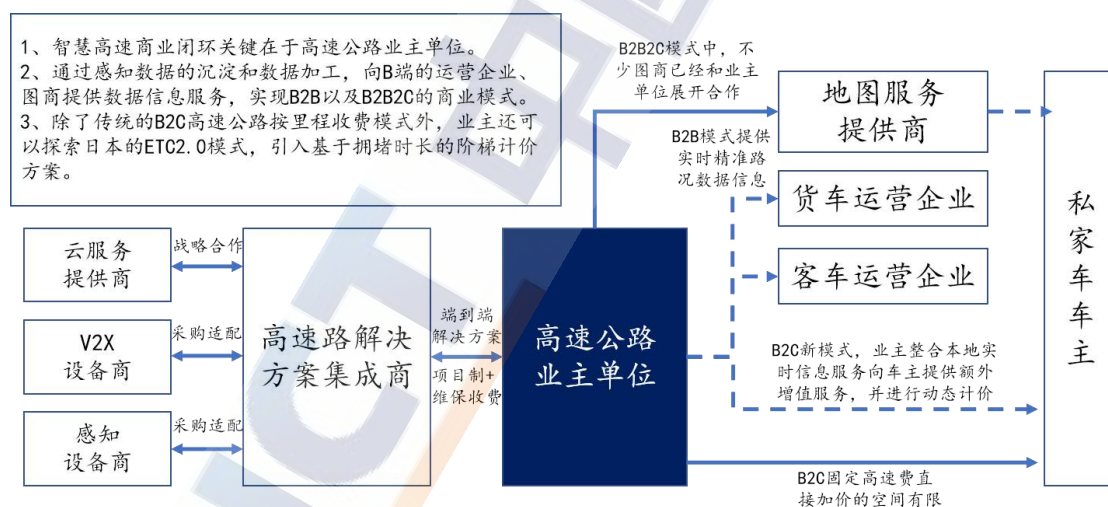 1、智慧高速商业闭环关键在于高速公路业主单位。
2、通过感知数据的沉淀和数据加工，向B端的运营企业、
图商提供数据信息服务，实现B2B以及B2B2C的商业模式。
3、除了传统的B2C高速公路按里程收费模式外，业主还可
以探索日本的ETC2.0模式，引入基于拥堵时长的阶梯计价
方案。
B2B2C模式中，不
少图商已经和业主
单位展开合作
地图服务
提供商
B2B模式提供
实时精准路
况数据信息
货车运营企业
客车运营企业
私
家
车
车
主
云服务
提供商
战略合作
V2X
设备商
采购适配
感知
设备商
采购适配
高速路解决
方案集成商
端到端
解决方案
项目制+
维保收费
高速公路
业主单位
B2C新模式，业主整合本地实
时信息服务向车主提供额外
增值服务，并进行动态计价
B2C固定高速费直
接加价的空间有限